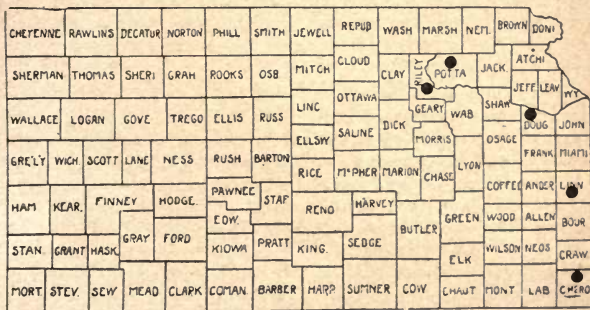 CHEYENNE RAWLINS DECATUR NORTON PHILL SMITH JEWELL REPUB WASH MARSH NEM. BROWN DONI
SHERMAN THOMAS SHERI GRAH ROOKS OSB MITCH CLOUD CLAY RILEY POTTA JACK. ATCHI
JEFF LEAV WY
WALLACE LOGAN GOVE TREGO ELLIS RUSS LINC OTTAWA DICK GEARY WAB SHAW DOUG JOHN
ELLSW SALINE MORRIS OSAGE
GRE'L'Y WICH. SCOTT LANE NESS RUSH BARTON RICE McPHER MARION CHASE LYON FRANK. MIAMI
HAM KEAR. FINNEY HODGE. PAWNEE STAF RENO HARVEY COFFEE ANDER LINN
EDW.
GRAY FORD BUTLER GREEN WOOD ALLEN BOUR
STAN. GRANT HASK. KIOWA PRATT KING. SEDGE ELK WILSON NEOS CRAW.
MORT. STEV. SEW MEAD CLARK COMAN. BARBER HARP. SUMNER COW. CHAUT MONT LAB CHERO